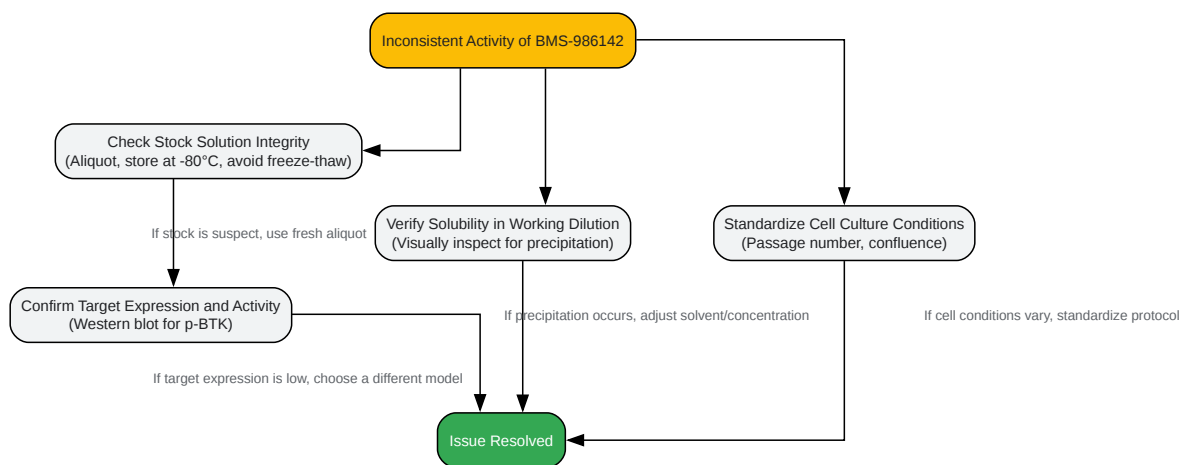 Inconsistent Activity of BMS-986142
Check Stock Solution Integrity
(Aliquot, store at -80°C, avoid freeze-thaw)
If stock is suspect, use fresh aliquot
Verify Solubility in Working Dilution
(Visually inspect for precipitation)
Standardize Cell Culture Conditions
(Passage number, confluence)
Confirm Target Expression and Activity
(Western blot for p-BTK)
If precipitation occurs, adjust solvent/concentration
If cell conditions vary, standardize protocol
If target expression is low, choose a different model
Issue Resolved